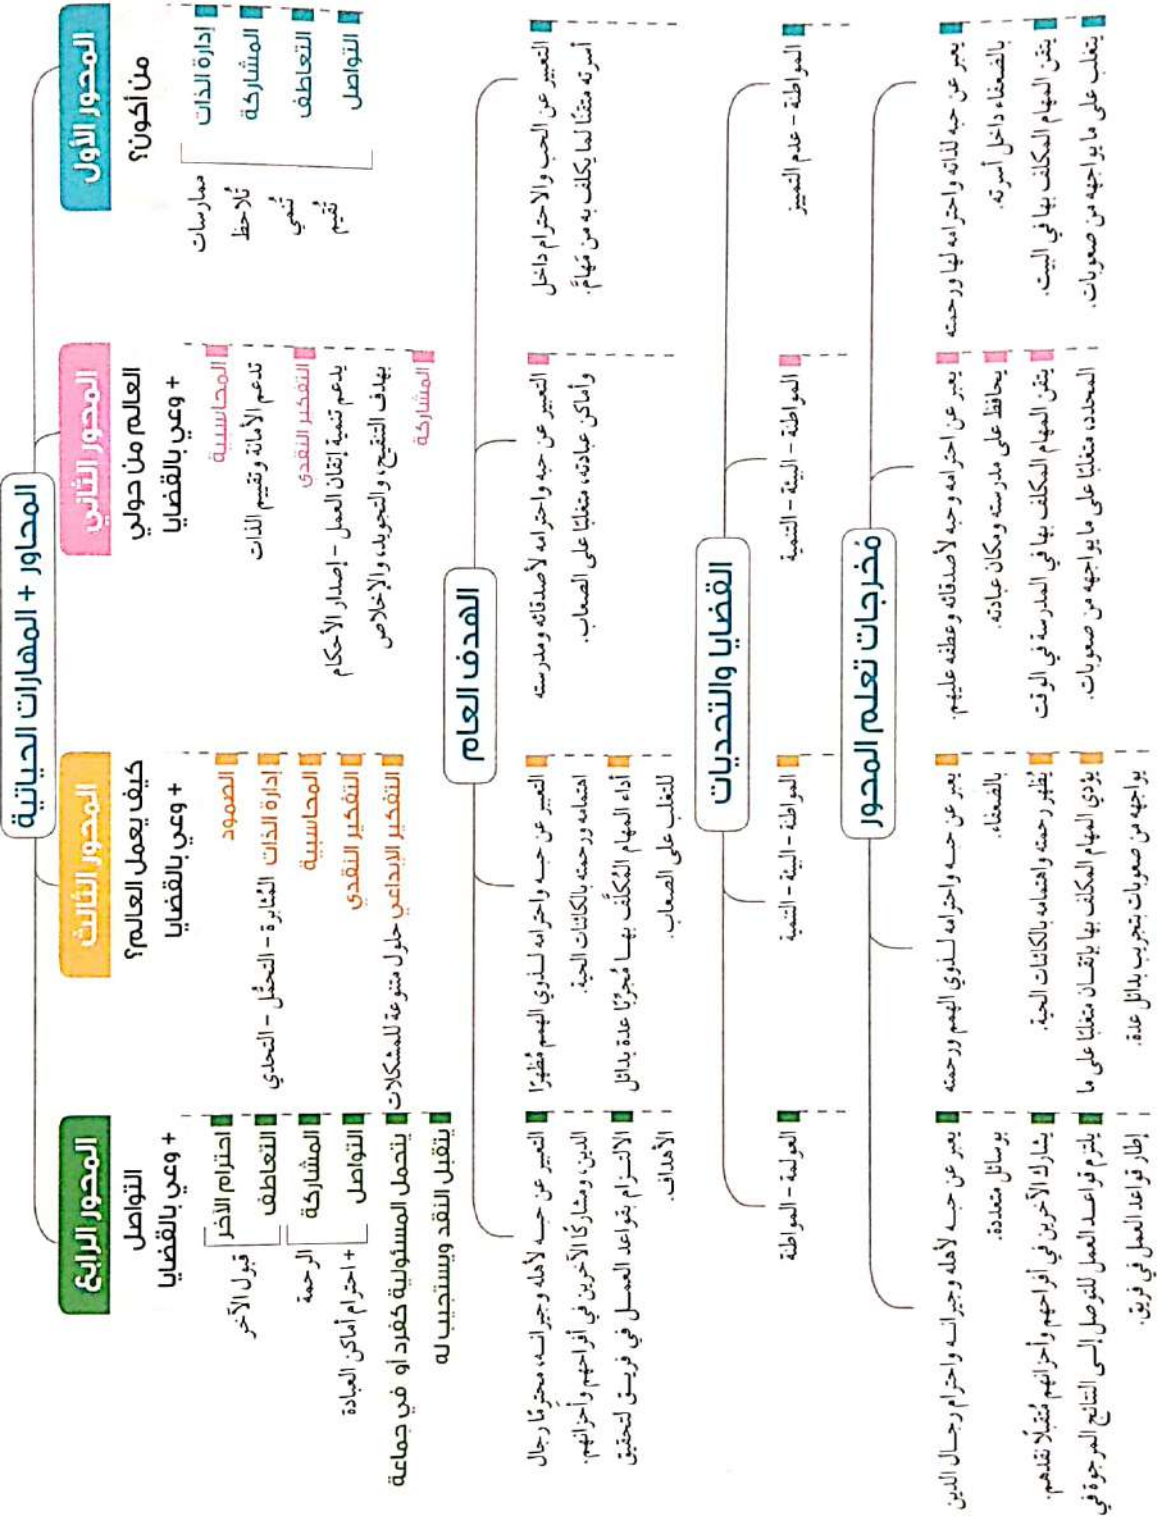 المحاور + المهارات الحياتية
المحور الأول
من أكون؟
إدارة الذات
المشاركة
التعاطف
التواصل
ممارسات
تُلاحظ
تُنمي
تُقيم
المحور الثاني
العالم من حولي
+ وعي بالقضايا
المحاسبية
تدعم الأمانة وتقييم الذات
التفكير النقدي
يدعم تنمية إتقان العمل - إصدار الأحكام
بهدف التنقيح، والتجويد، والإخلاص
المشاركة
المحور الثالث
كيف يعمل العالم؟
+ وعي بالقضايا
الصمود
إدارة الذات المُثابرة - التحمُّل - التحدي
المحاسبية
التفكير النقدي
التفكير الإبداعي حلول متنوعة للمشكلات
المحور الرابع
التواصل
+ وعي بالقضايا
احترام الآخر
التعاطف
قبول الآخر
المشاركة
التواصل
الرحمة
+ احترام أماكن العبادة
يتحمل المسئولية كفرد أو في جماعة
يتقبل النقد ويستجيب له
الهدف العام
التعبير عن الحب والاحترام داخل
أسرته متقنًا لما يكلف به من مَهامَّ.
التعبير عن حبه واحترامه لأصدقائه ومدرسته
وأماكن عبادته، متغلبًا على الصعاب.
التعبير عن حبه واحترامه لذوي الهمم مُظهِرًا
اهتمامه ورحمته بالكائنات الحية.
أداء المهام المُكلَّف بها مُجرِّبًا عدة بدائل
للتغلب على الصعاب.
التعبير عن حبه لأهله وجيرانه، محترمًا رجال
الدين، ومشاركًا الآخرين في أفراحهم وأحزانهم.
الالتزام بقواعد العمل في فريق لتحقيق
الأهداف.
القضايا والتحديات
المواطنة - عدم التمييز
المواطنة - البيئة - التنمية
المواطنة - البيئة - التنمية
العولمة - المواطنة
مُخرجات تعلم المحور
يعبر عن حبه لذاته واحترامه لها ورحمته
بالضعفاء داخل أسرته.
يتقن المهام المكلف بها في البيت.
يتغلب على ما يواجهه من صعوبات.
يعبر عن احترامه وحبه لأصدقائه وعطفه عليهم.
يحافظ على مدرسته ومكان عبادته.
يتقن المهام المكلف بها في المدرسة في الوقت
المحدد، متغلبًا على ما يواجهه من صعوبات.
يعبر عن حبه واحترامه لذوي الهمم ورحمته
بالضعفاء.
يُظهر رحمته واهتمامه بالكائنات الحية.
يؤدي المهام المكلف بها بإتقان متغلبًا على ما
يواجهه من صعوبات بتجريب بدائل عدة.
يعبر عن حبه لأهله وجيرانه واحترام رجال الدين
بوسائل متعددة.
يشارك الآخرين في أفراحهم وأحزانهم مُتقبلًا نقدهم.
يلتزم قواعد العمل للتوصل إلى النتائج المرجوة في
إطار قواعد العمل في فريق.